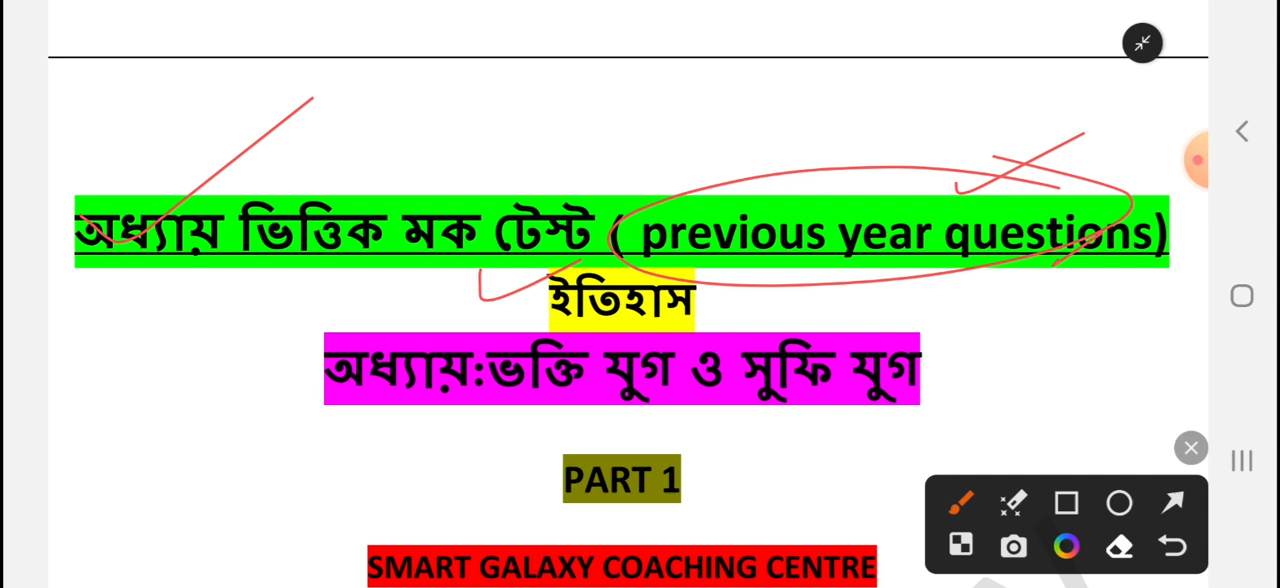 অধ্যায় ভিত্তিক মক টেস্ট ( previous year questions)
ইতিহাস
অধ্যায়ঃভক্তি যুগ ও সুফি যুগ
PART 1
SMART GALAXY COACHING CENTRE